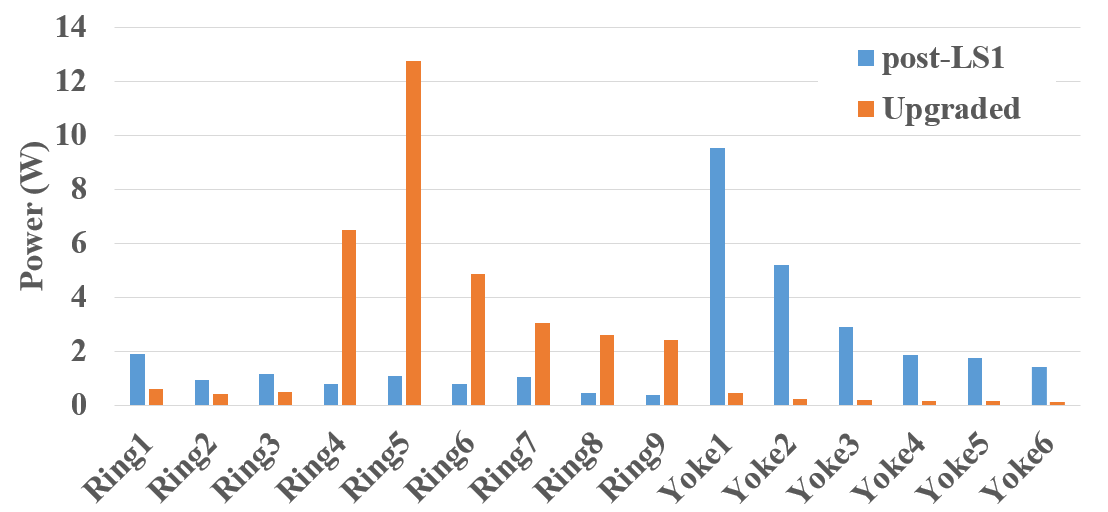 14
12
10
8
6
4
2
0
Power (W)
post-LS1
Upgraded
Ring1
Ring2
Ring3
Ring4
Ring5
Ring6
Ring7
Ring8
Ring9
Yoke1
Yoke2
Yoke3
Yoke4
Yoke5
Yoke6